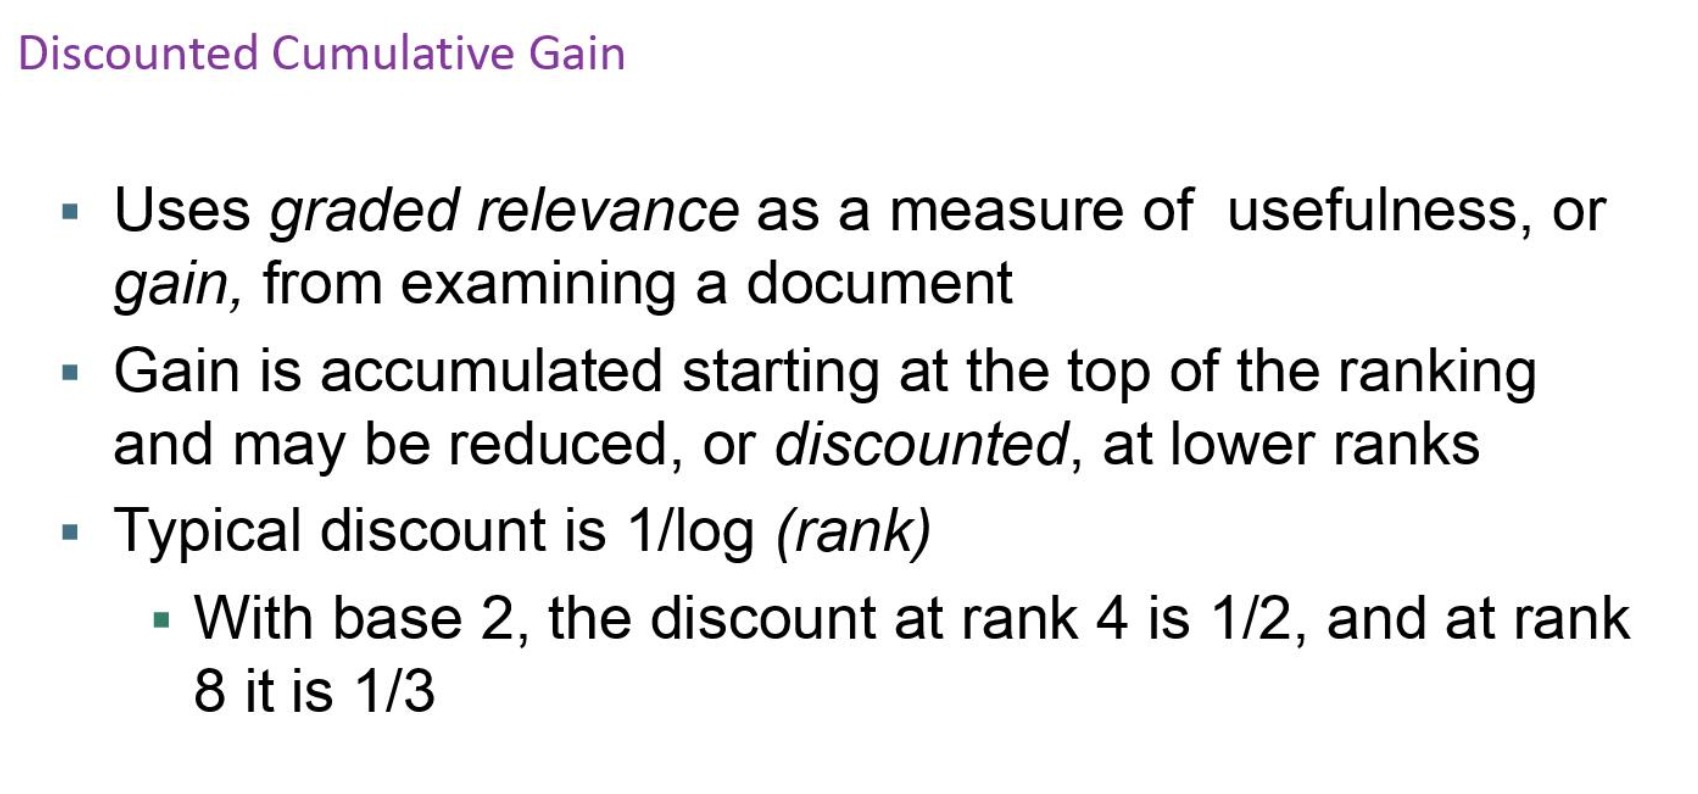 Discounted Cumulative Gain
▪ Uses graded relevance as a measure of  usefulness, or
gain, from examining a document
▪ Gain is accumulated starting at the top of the ranking
and may be reduced, or discounted, at lower ranks
▪ Typical discount is 1/log (rank)
▪ With base 2, the discount at rank 4 is 1/2, and at rank
8 it is 1/3